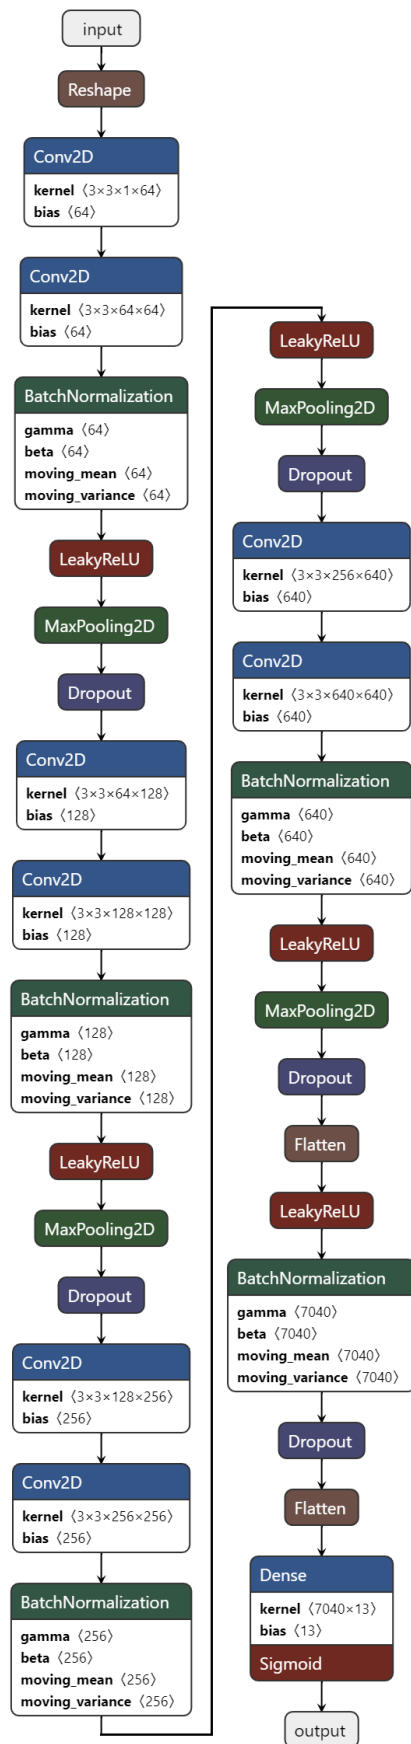 input
Reshape
Conv2D
kernel 〈3×3×1×64〉
bias 〈64〉
Conv2D
kernel 〈3×3×64×64〉
bias 〈64〉
BatchNormalization
gamma 〈64〉
beta 〈64〉
moving_mean 〈64〉
moving_variance 〈64〉
LeakyReLU
MaxPooling2D
Dropout
Conv2D
kernel 〈3×3×64×128〉
bias 〈128〉
Conv2D
kernel 〈3×3×128×128〉
bias 〈128〉
BatchNormalization
gamma 〈128〉
beta 〈128〉
moving_mean 〈128〉
moving_variance 〈128〉
LeakyReLU
MaxPooling2D
Dropout
Conv2D
kernel 〈3×3×128×256〉
bias 〈256〉
Conv2D
kernel 〈3×3×256×256〉
bias 〈256〉
BatchNormalization
gamma 〈256〉
beta 〈256〉
moving_mean 〈256〉
moving_variance 〈256〉
LeakyReLU
MaxPooling2D
Dropout
Conv2D
kernel 〈3×3×256×640〉
bias 〈640〉
Conv2D
kernel 〈3×3×640×640〉
bias 〈640〉
BatchNormalization
gamma 〈640〉
beta 〈640〉
moving_mean 〈640〉
moving_variance 〈640〉
LeakyReLU
MaxPooling2D
Dropout
Flatten
LeakyReLU
BatchNormalization
gamma 〈7040〉
beta 〈7040〉
moving_mean 〈7040〉
moving_variance 〈7040〉
Dropout
Flatten
Dense
kernel 〈7040×13〉
bias 〈13〉
Sigmoid
output